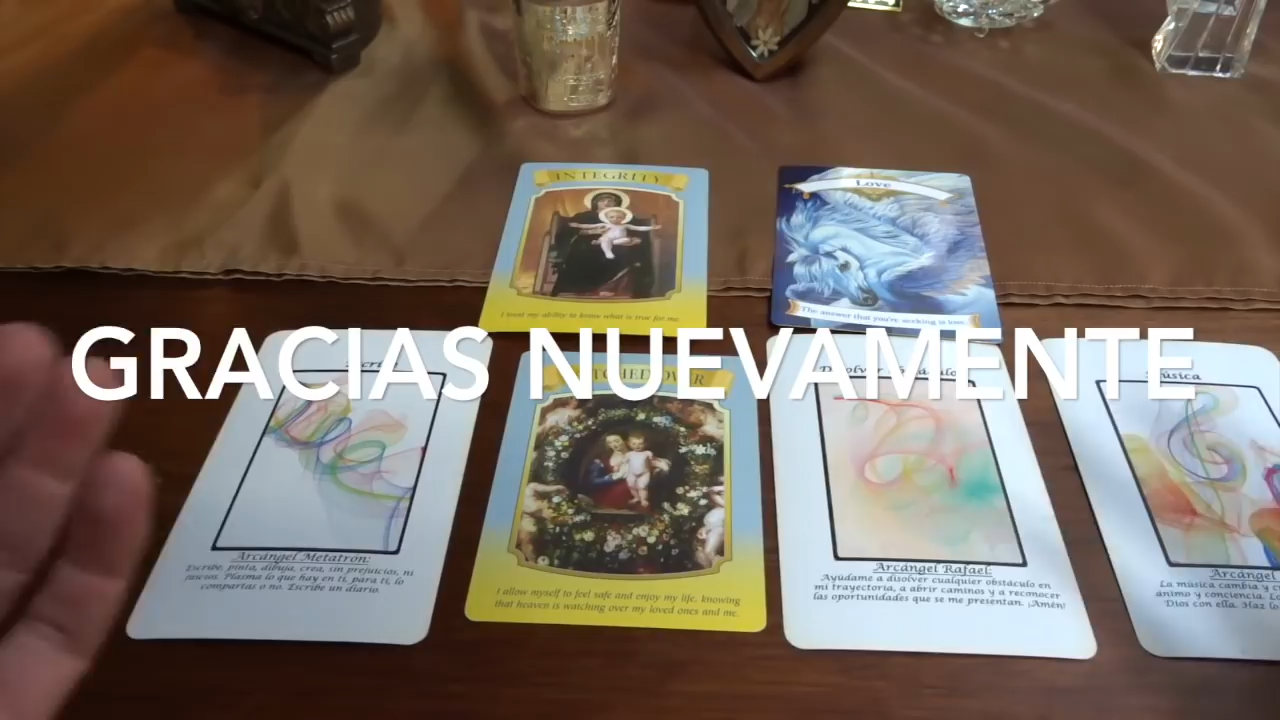 INTEGRITY
I trust my ability to know what is true for me.
Love
The answer that you're seeking is love.
GRACIAS NUEVAMENTE
Arcángel Metatrón:
Escribe, pinta, dibuja, crea, sin prejuicios, ni
juicios. Plasma lo que hay en ti, para ti, lo
compartas o no. Escribe un diario.
I allow myself to feel safe and enjoy my life, knowing
that heaven is watching over my loved ones and me.
Arcángel Rafael:
Ayúdame a disolver cualquier obstáculo en
mi trayectoria, a abrir caminos y a reconocer
las oportunidades que se me presentan. ¡Amén!
Música
Arcángel
La música cambia y
ánimo y conciencia.
Dios con ella. Haz lo